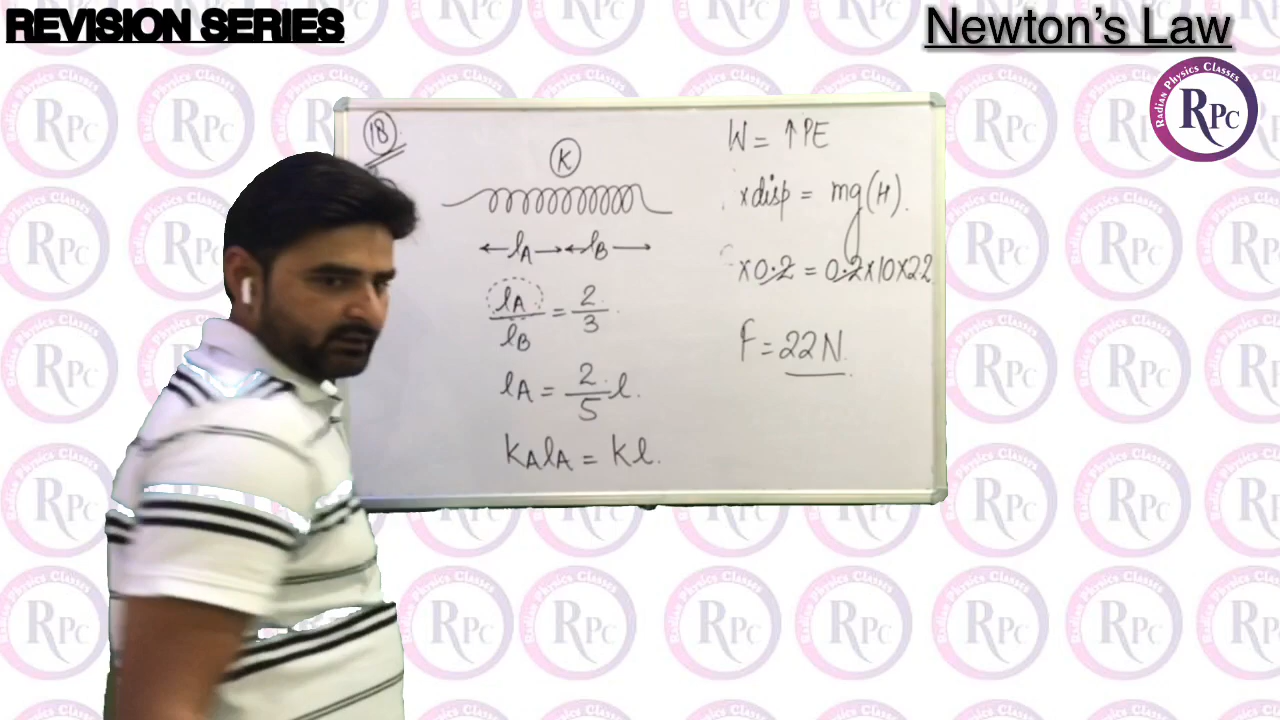 REVISION SERIES
Newton’s Law
Radian Physics Classes
RPC
18
K
lA lB
lA/lB = 2/3
lA = 2/5 l.
KAlA = Kl.
W = ↑PE
x disp = mg(H).
x0.2 = 0.2x10x22
F = 22N.